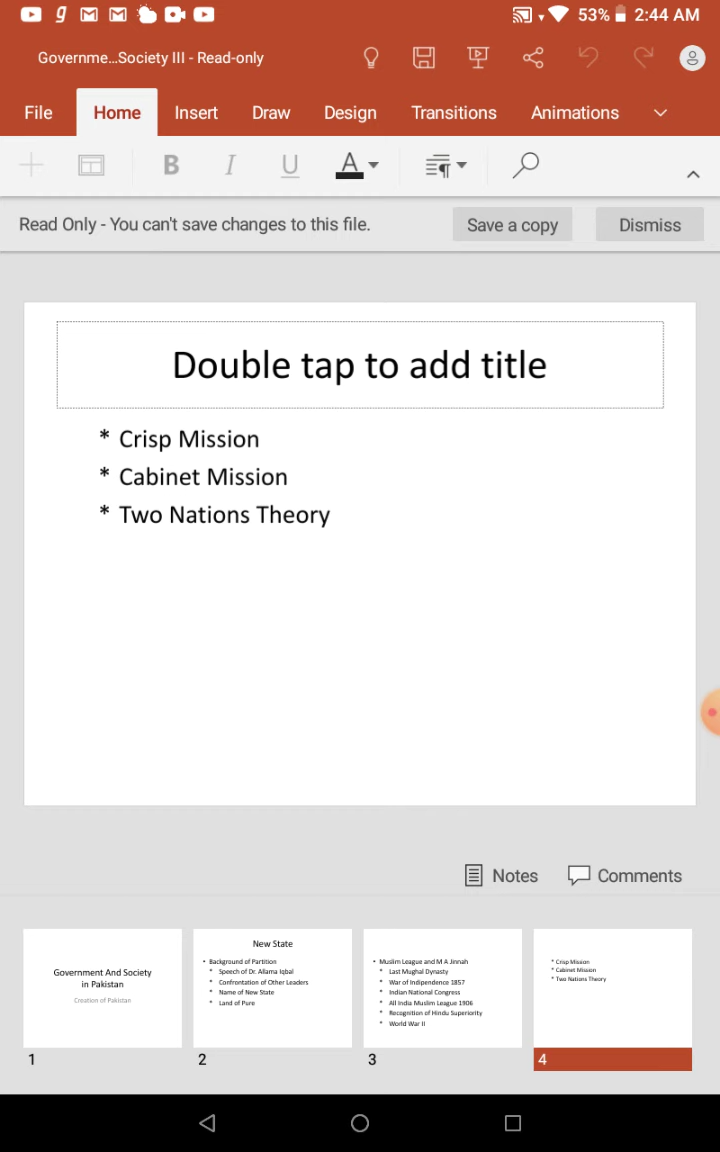 53% 2:44 AM
Governme...Society III - Read-only
File Home Insert Draw Design Transitions Animations
B I U A
Read Only - You can't save changes to this file. Save a copy Dismiss
Double tap to add title
* Crisp Mission
* Cabinet Mission
* Two Nations Theory
Notes Comments
Government And Society
in Pakistan
Creation of Pakistan
1
New State
• Background of Partition
* Speech of Dr. Allama Iqbal
* Confrontation of Other Leaders
* Name of New State
* Land of Pure
2
• Muslim League and M A Jinnah
* Last Mughal Dynasty
* War of Indipendence 1857
* Indian National Congress
* All India Muslim League 1906
* Recognition of Hindu Superiority
* World War II
3
* Crisp Mission
* Cabinet Mission
* Two Nations Theory
4